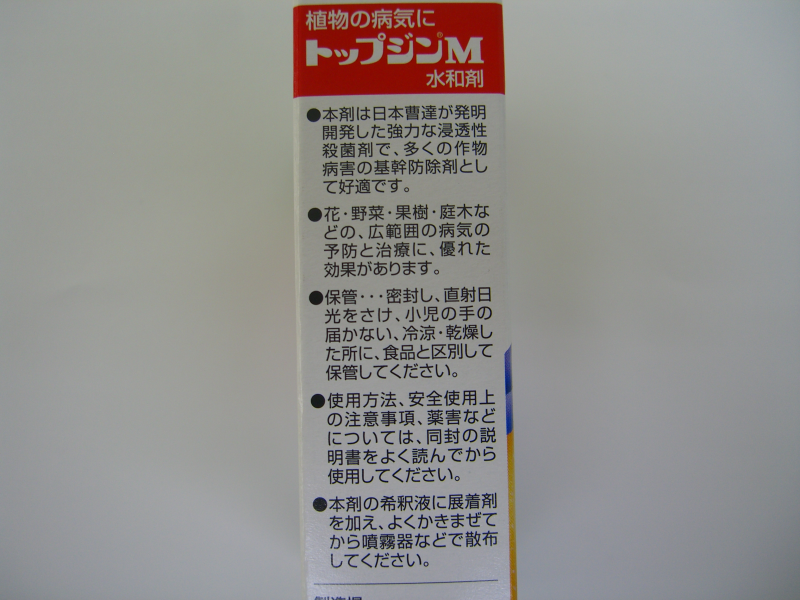 植物の病気に
トップジン®M
水和剤
●本剤は日本曹達が発明
開発した強力な浸透性
殺菌剤で、多くの作物
病害の基幹防除剤とし
て好適です。
●花・野菜・果樹・庭木な
どの、広範囲の病気の
予防と治療に、優れた
効果があります。
●保管・・・密封し、直射日
光をさけ、小児の手の
届かない、冷涼・乾燥し
た所に、食品と区別して
保管してください。
●使用方法、安全使用上
の注意事項、薬害など
については、同封の説
明書をよく読んでから
使用してください。
●本剤の希釈液に展着剤
を加え、よくかきまぜて
から噴霧器などで散布
してください。